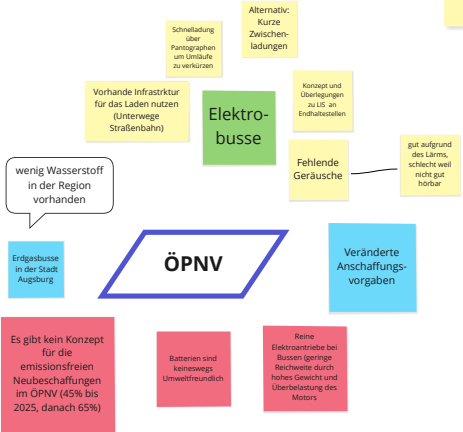 Alternativ:
Kurze
Zwischen-
ladungen
Schnelladung
über
Pantographen
um Umläufe
zu verkürzen
Vorhande Infrastrktur
für das Laden nutzen
(Unterwege
Straßenbahn)
Elektro-
busse
Konzept und
Überlegungen
zu LIS an
Endhaltestellen
Fehlende
Geräusche
gut aufgrund
des Lärms,
schlecht weil
nicht gut
hörbar
wenig Wasserstoff
in der Region
vorhanden
Erdgasbusse
in der Stadt
Augsburg
ÖPNV
Veränderte
Anschaffungs-
vorgaben
Es gibt kein Konzept
für die
emissionsfreien
Neubeschaffungen
im ÖPNV (45% bis
2025, danach 65%)
Batterien sind
keineswegs
Umweltfreundlich
Reine
Elektroantriebe bei
Bussen (geringe
Reichweite durch
hohes Gewicht und
Überbelastung des
Motors